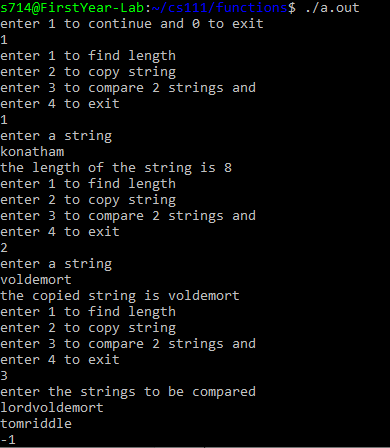 s714@FirstYear-Lab:~/cs111/functions$ ./a.out
enter 1 to continue and 0 to exit
1
enter 1 to find length
enter 2 to copy string
enter 3 to compare 2 strings and
enter 4 to exit
1
enter a string
konatham
the length of the string is 8
enter 1 to find length
enter 2 to copy string
enter 3 to compare 2 strings and
enter 4 to exit
2
enter a string
voldemort
the copied string is voldemort
enter 1 to find length
enter 2 to copy string
enter 3 to compare 2 strings and
enter 4 to exit
3
enter the strings to be compared
lordvoldemort
tomriddle
-1